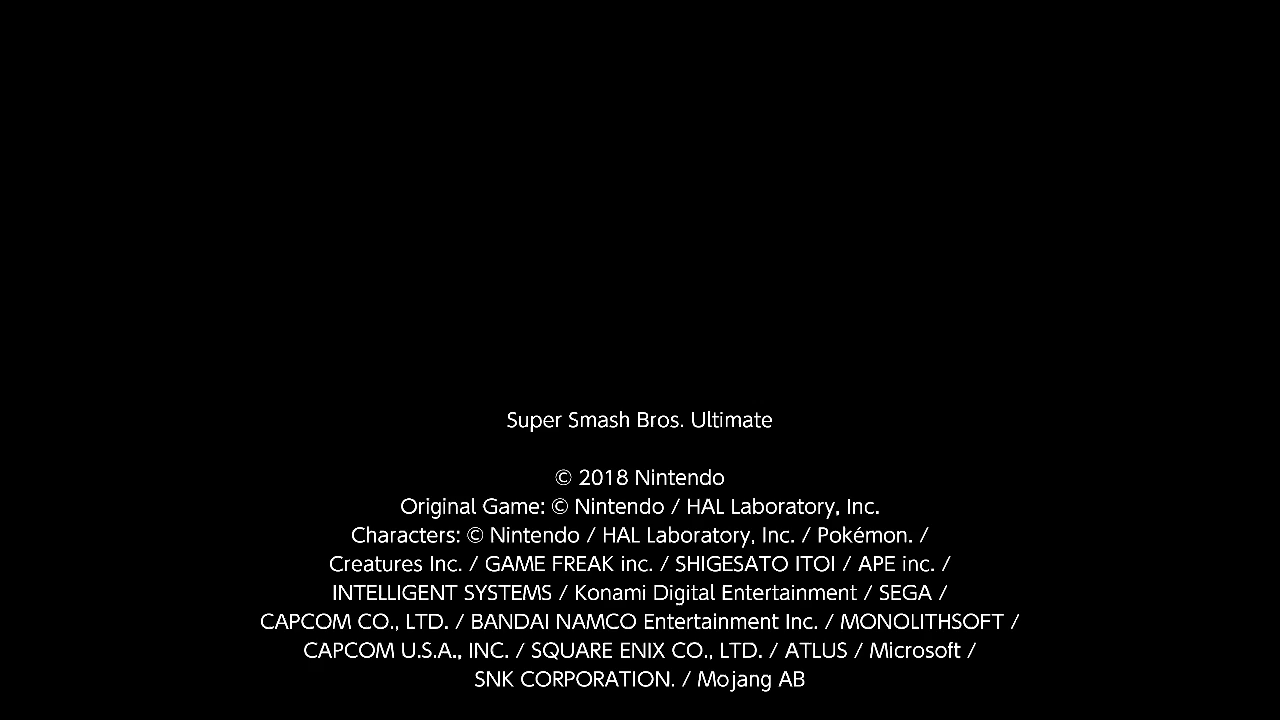 Super Smash Bros. Ultimate
© 2018 Nintendo
Original Game: © Nintendo / HAL Laboratory, Inc.
Characters: © Nintendo / HAL Laboratory, Inc. / Pokémon. /
Creatures Inc. / GAME FREAK inc. / SHIGESATO ITOI / APE inc. /
INTELLIGENT SYSTEMS / Konami Digital Entertainment / SEGA /
CAPCOM CO., LTD. / BANDAI NAMCO Entertainment Inc. / MONOLITHSOFT /
CAPCOM U.S.A., INC. / SQUARE ENIX CO., LTD. / ATLUS / Microsoft /
SNK CORPORATION. / Mojang AB